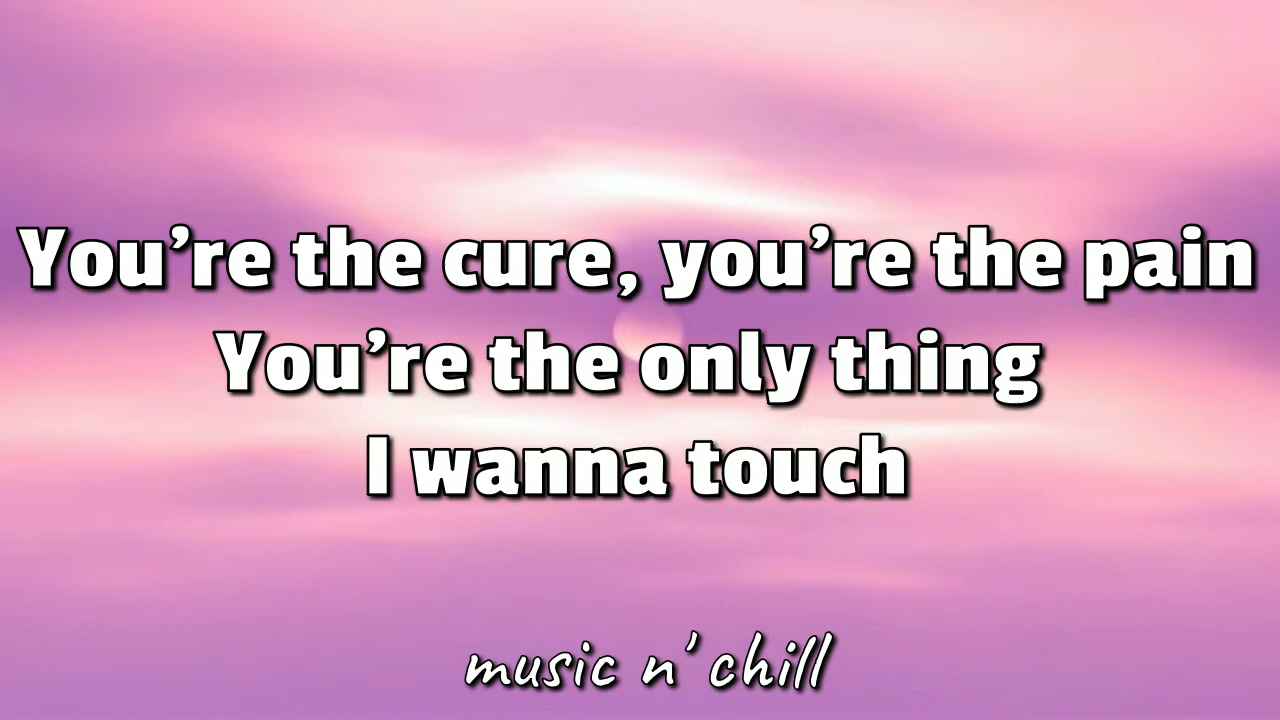 You're the cure, you're the pain
You're the only thing
I wanna touch
music n' chill